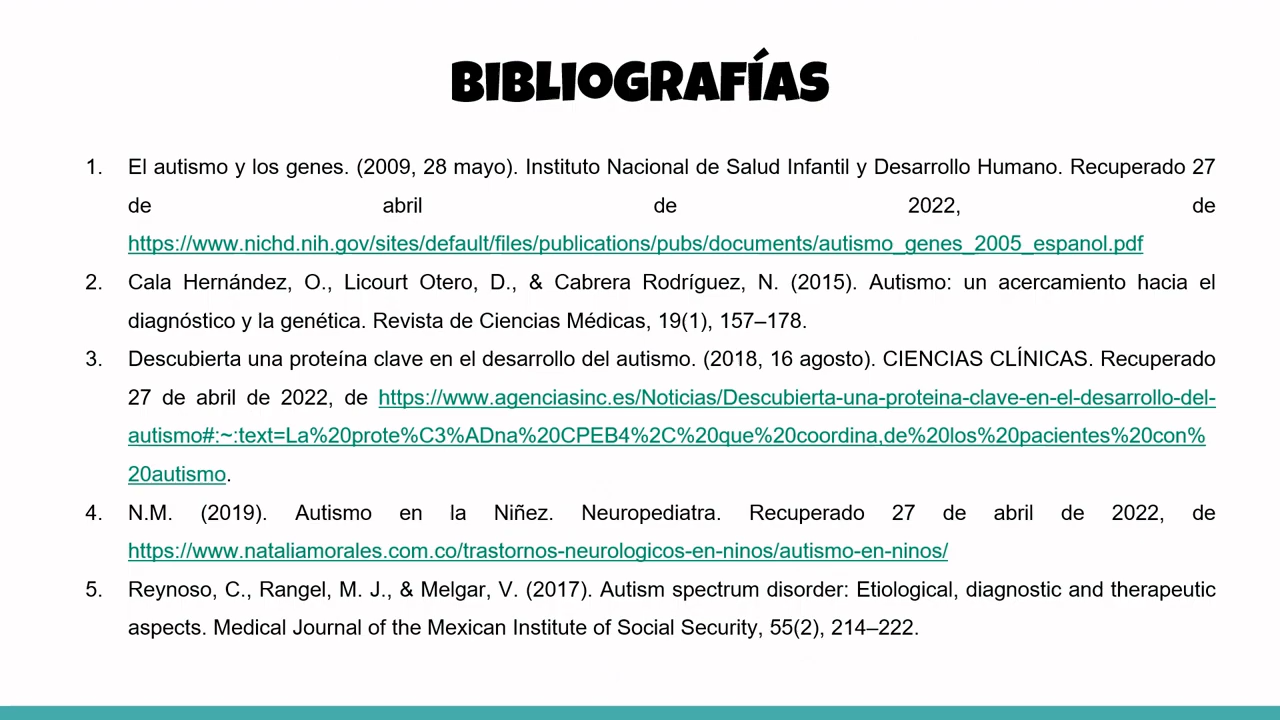 BIBLIOGRAFÍAS
1. El autismo y los genes. (2009, 28 mayo). Instituto Nacional de Salud Infantil y Desarrollo Humano. Recuperado 27
de abril de 2022, de
https://www.nichd.nih.gov/sites/default/files/publications/pubs/documents/autismo_genes_2005_espanol.pdf
2. Cala Hernández, O., Licourt Otero, D., & Cabrera Rodríguez, N. (2015). Autismo: un acercamiento hacia el
diagnóstico y la genética. Revista de Ciencias Médicas, 19(1), 157–178.
3. Descubierta una proteína clave en el desarrollo del autismo. (2018, 16 agosto). CIENCIAS CLÍNICAS. Recuperado
27 de abril de 2022, de https://www.agenciasinc.es/Noticias/Descubierta-una-proteina-clave-en-el-desarrollo-del-
autismo#:~:text=La%20prote%C3%ADna%20CPEB4%2C%20que%20coordina,de%20los%20pacientes%20con%
20autismo.
4. N.M. (2019). Autismo en la Niñez. Neuropediatra. Recuperado 27 de abril de 2022, de
https://www.nataliamorales.com.co/trastornos-neurologicos-en-ninos/autismo-en-ninos/
5. Reynoso, C., Rangel, M. J., & Melgar, V. (2017). Autism spectrum disorder: Etiological, diagnostic and therapeutic
aspects. Medical Journal of the Mexican Institute of Social Security, 55(2), 214–222.